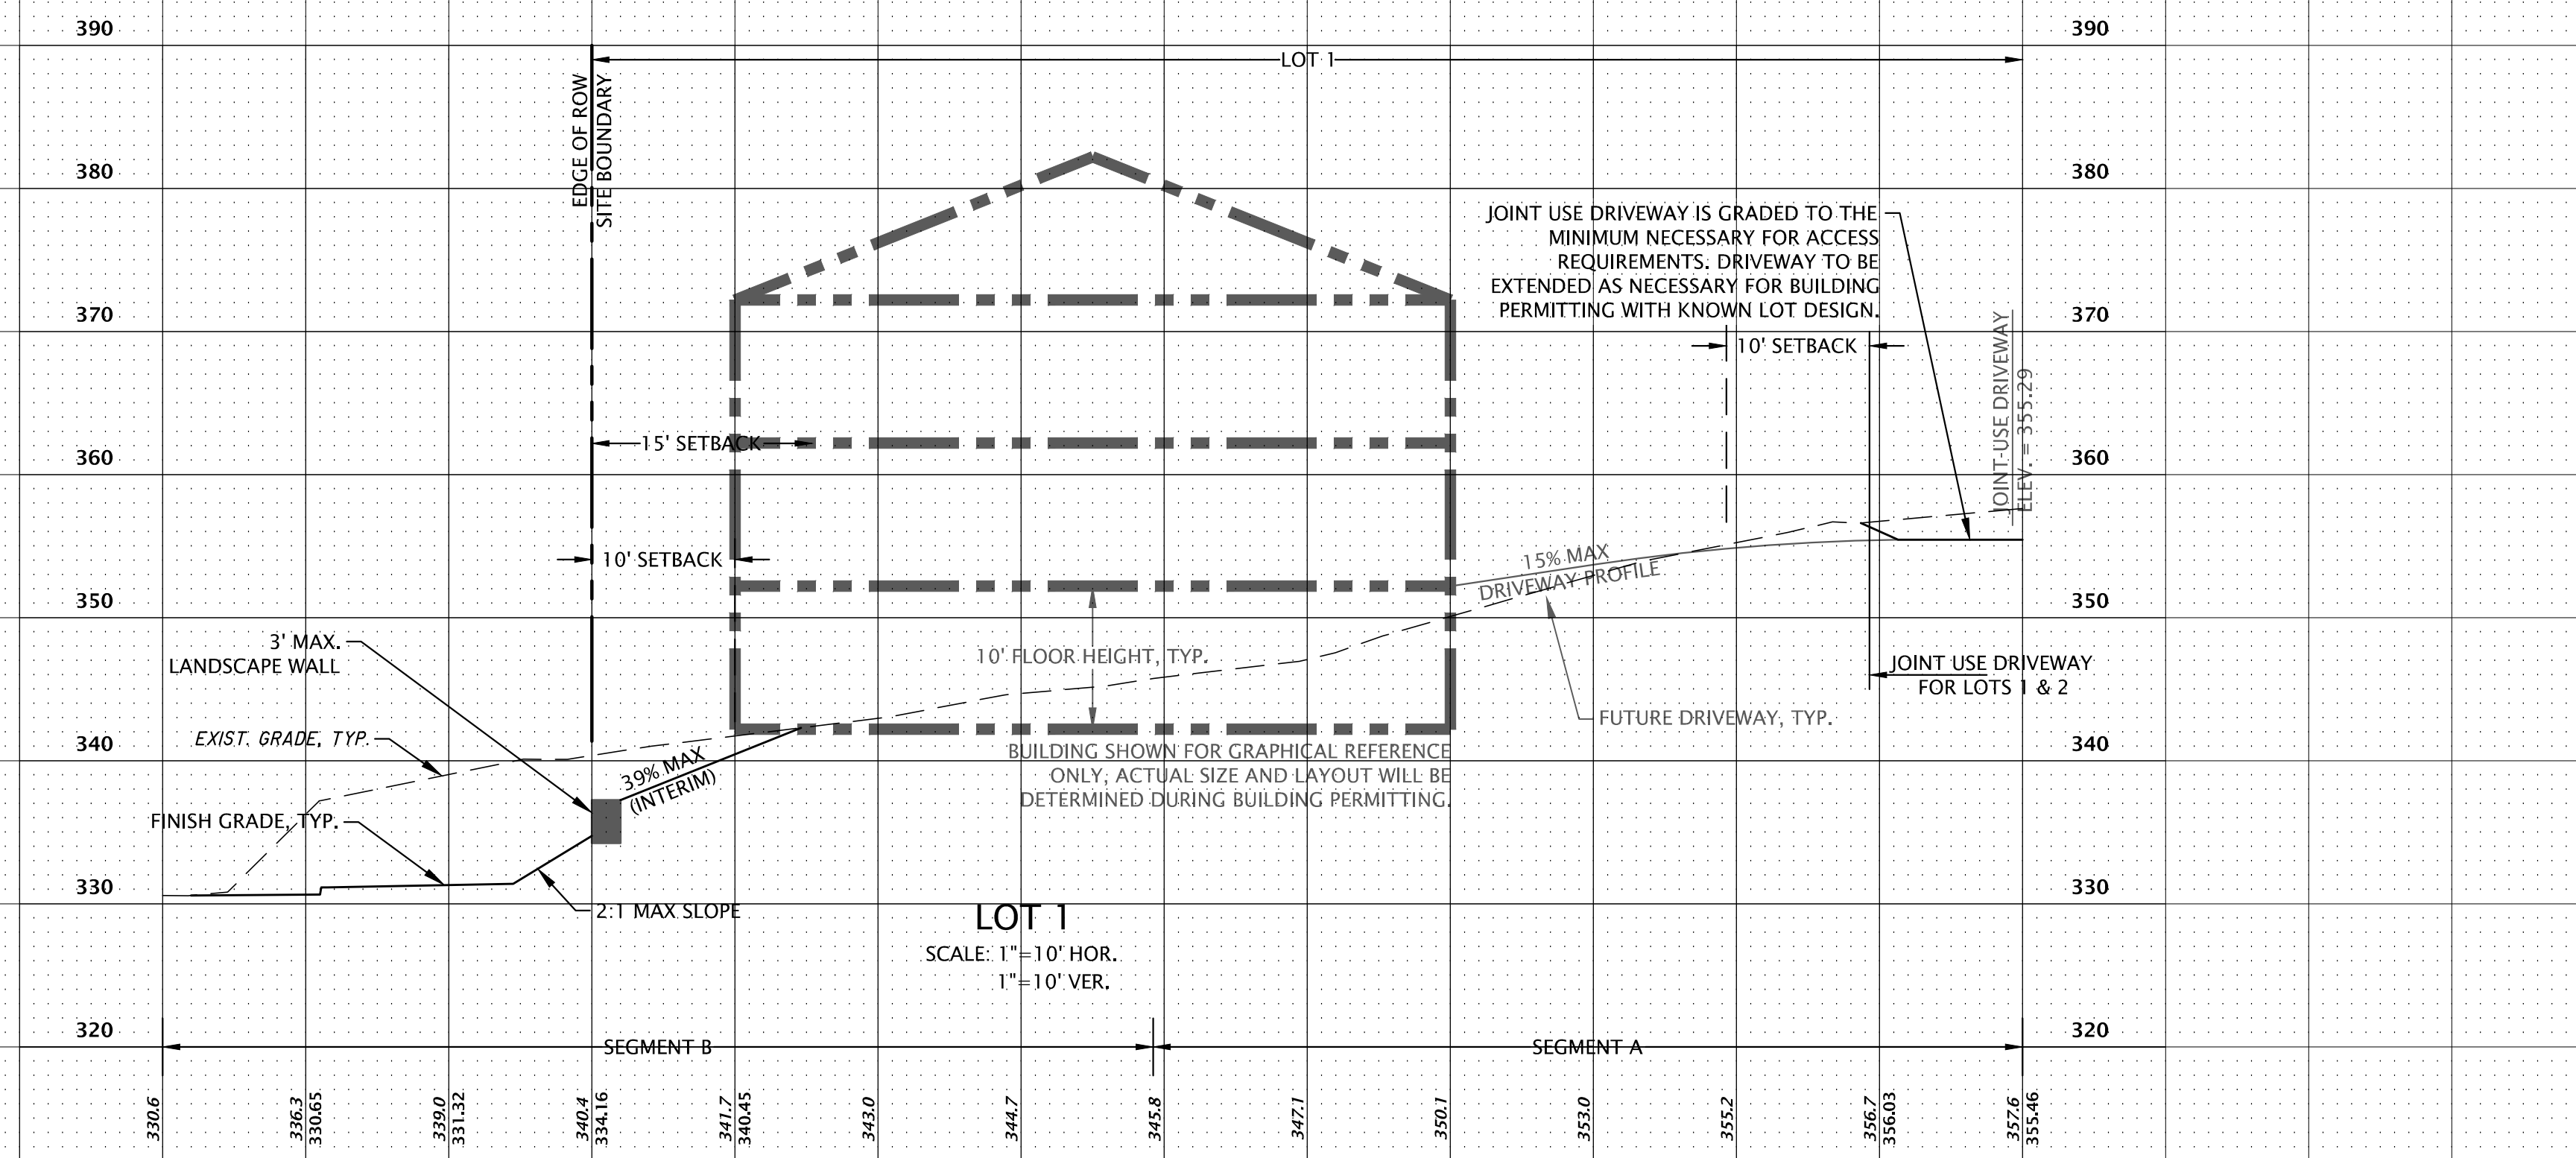 390
390
LOT 1
EDGE OF ROW
SITE BOUNDARY
380
380
JOINT USE DRIVEWAY IS GRADED TO THE
MINIMUM NECESSARY FOR ACCESS
REQUIREMENTS. DRIVEWAY TO BE
EXTENDED AS NECESSARY FOR BUILDING
PERMITTING WITH KNOWN LOT DESIGN.
370
370
10' SETBACK
JOINT-USE DRIVEWAY
ELEV. = 355.29
15' SETBACK
360
360
10' SETBACK
15% MAX
DRIVEWAY PROFILE
350
350
3' MAX.
LANDSCAPE WALL
10' FLOOR HEIGHT, TYP.
JOINT USE DRIVEWAY
FOR LOTS 1 & 2
FUTURE DRIVEWAY, TYP.
EXIST. GRADE, TYP.
340
340
39% MAX
(INTERIM)
BUILDING SHOWN FOR GRAPHICAL REFERENCE
ONLY, ACTUAL SIZE AND LAYOUT WILL BE
DETERMINED DURING BUILDING PERMITTING.
FINISH GRADE, TYP.
330
330
2:1 MAX SLOPE
LOT 1
SCALE: 1"=10' HOR.
1"=10' VER.
320
320
SEGMENT B
SEGMENT A
330.6
336.3
330.65
339.0
331.32
340.4
334.16
341.7
340.45
343.0
344.7
345.8
347.1
350.1
353.0
355.2
356.7
356.03
357.6
355.46